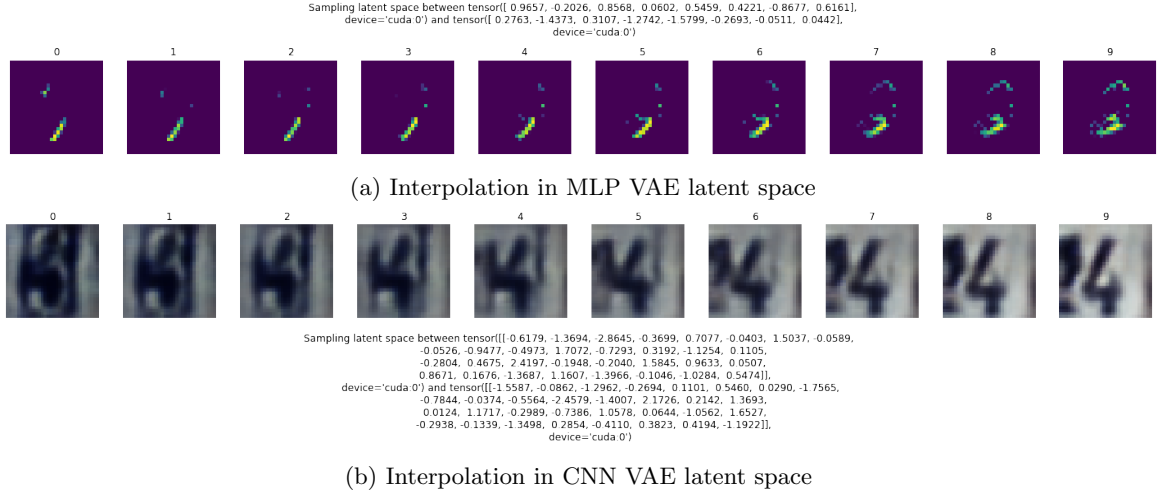 Sampling latent space between tensor([ 0.9657, -0.2026, 0.8568, 0.0602, 0.5459, 0.4221, -0.8677, 0.6161],
device='cuda:0') and tensor([ 0.2763, -1.4373, 0.3107, -1.2742, -1.5799, -0.2693, -0.0511, 0.0442],
device='cuda:0')
0 1 2 3 4 5 6 7 8 9
(a) Interpolation in MLP VAE latent space
0 1 2 3 4 5 6 7 8 9
4 4 4 4
Sampling latent space between tensor([[-0.6179, -1.3694, -2.8645, -0.3699, 0.7077, -0.0403, 1.5037, -0.0589,
-0.0526, -0.9477, -0.4973, 1.7072, -0.7293, 0.3192, -1.1254, 0.1105,
-0.2804, 0.4675, 2.4197, -0.1948, -0.2040, 1.5845, 0.9633, 0.0507,
0.8671, 0.1676, -1.3687, 1.1607, -1.3966, -0.1046, -1.0284, 0.5474]],
device='cuda:0') and tensor([[-1.5587, -0.0862, -1.2962, -0.2694, 0.1101, 0.5460, 0.0290, -1.7565,
-0.7844, -0.0374, -0.5564, -2.4579, -1.4007, 2.1726, 0.2142, 1.3693,
0.0124, 1.1717, -0.2989, -0.7386, 1.0578, 0.0644, -1.0562, 1.6527,
-0.2938, -0.1339, -1.3498, 0.2854, -0.4110, 0.3823, 0.4194, -1.1922]],
device='cuda:0')
(b) Interpolation in CNN VAE latent space